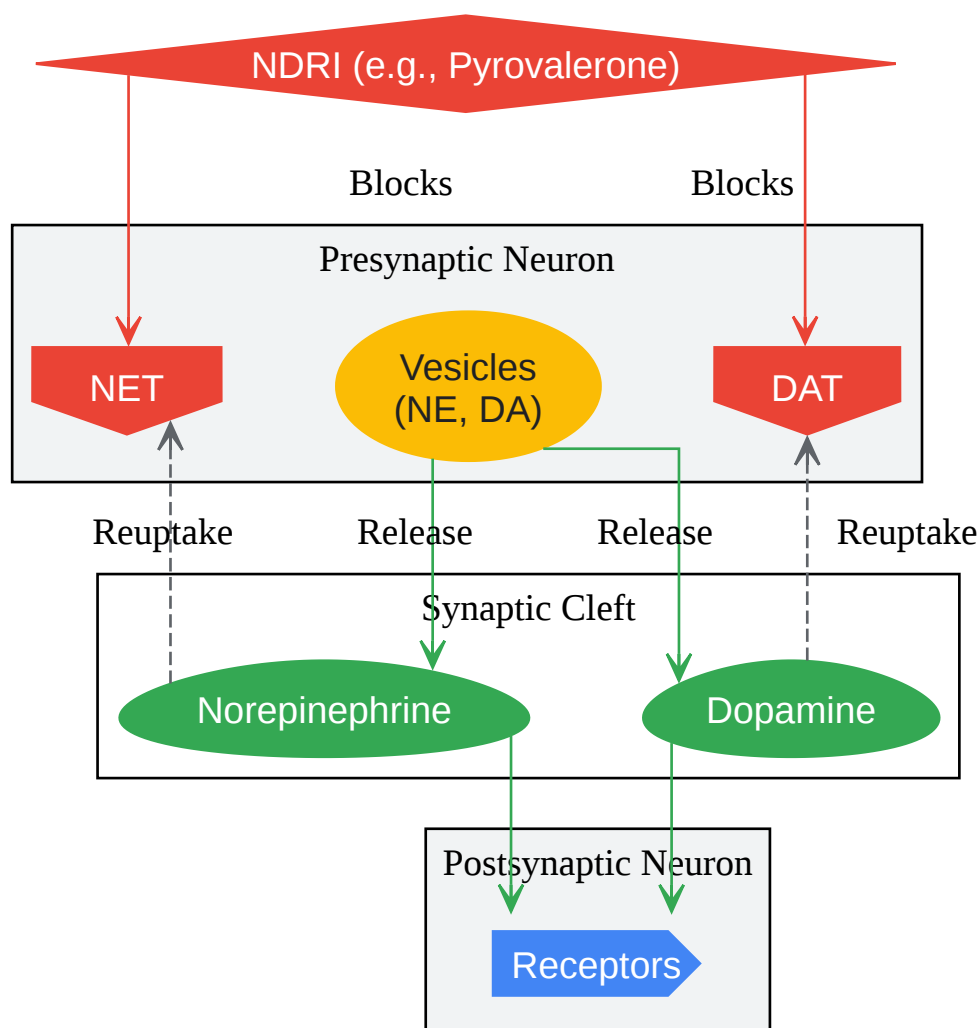 NDRI (e.g., Pyrovalerone)
Blocks
Blocks
Presynaptic Neuron
NET
Vesicles
(NE, DA)
DAT
Reuptake
Release
Release
Reuptake
Synaptic Cleft
Norepinephrine
Dopamine
Postsynaptic Neuron
Receptors